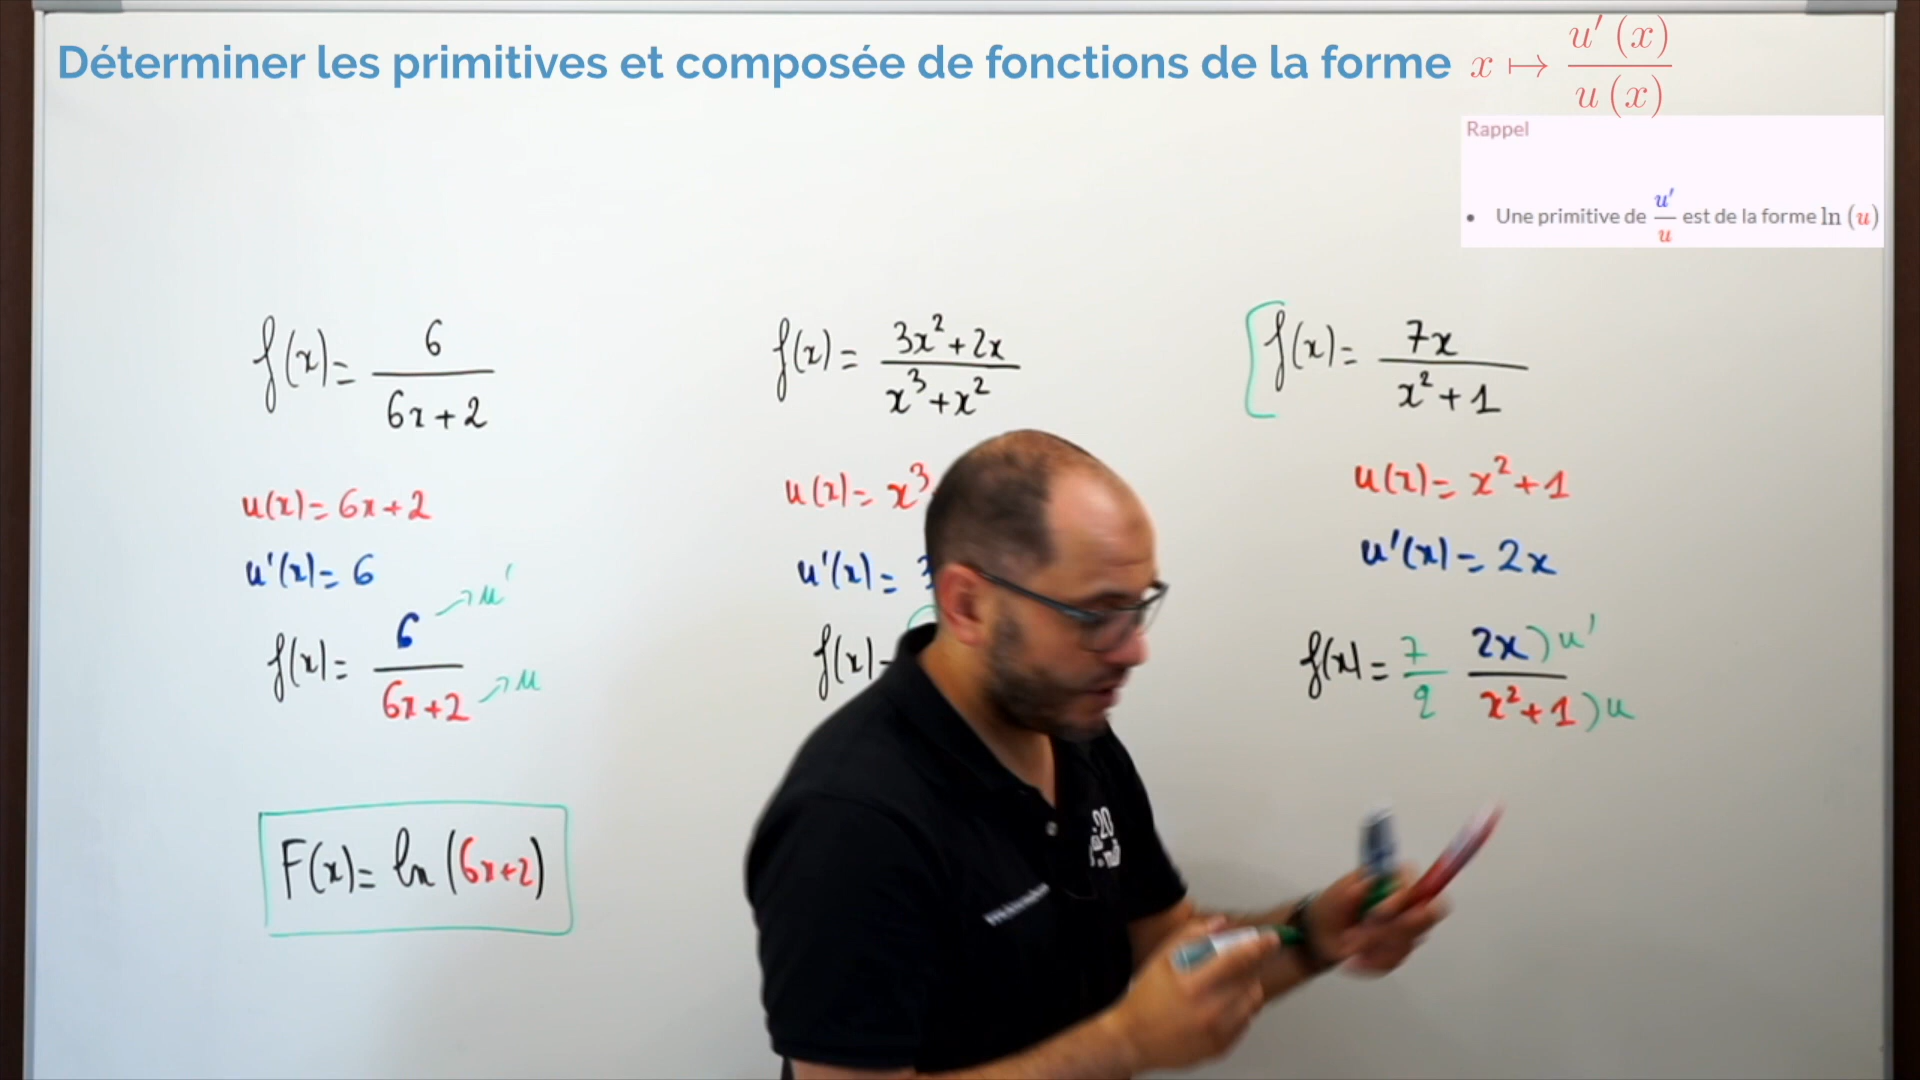 Déterminer les primitives et composée de fonctions de la forme x ↦ u' (x) / u (x)
Rappel
• Une primitive de u' / u est de la forme ln (u)
f(x) = 6 / 6x+2
u(x) = 6x+2
u'(x) = 6
f(x) = 6 / 6x+2
→ u'
→ u
F(x) = ln (6x+2)
f(x) = 3x²+2x / x³+x²
u(x) = x³
u'(x) = 3
f(x) =
f(x) = 7x / x²+1
u(x) = x²+1
u'(x) = 2x
f(x) = 7/2 2x / x²+1
) u'
) u
20